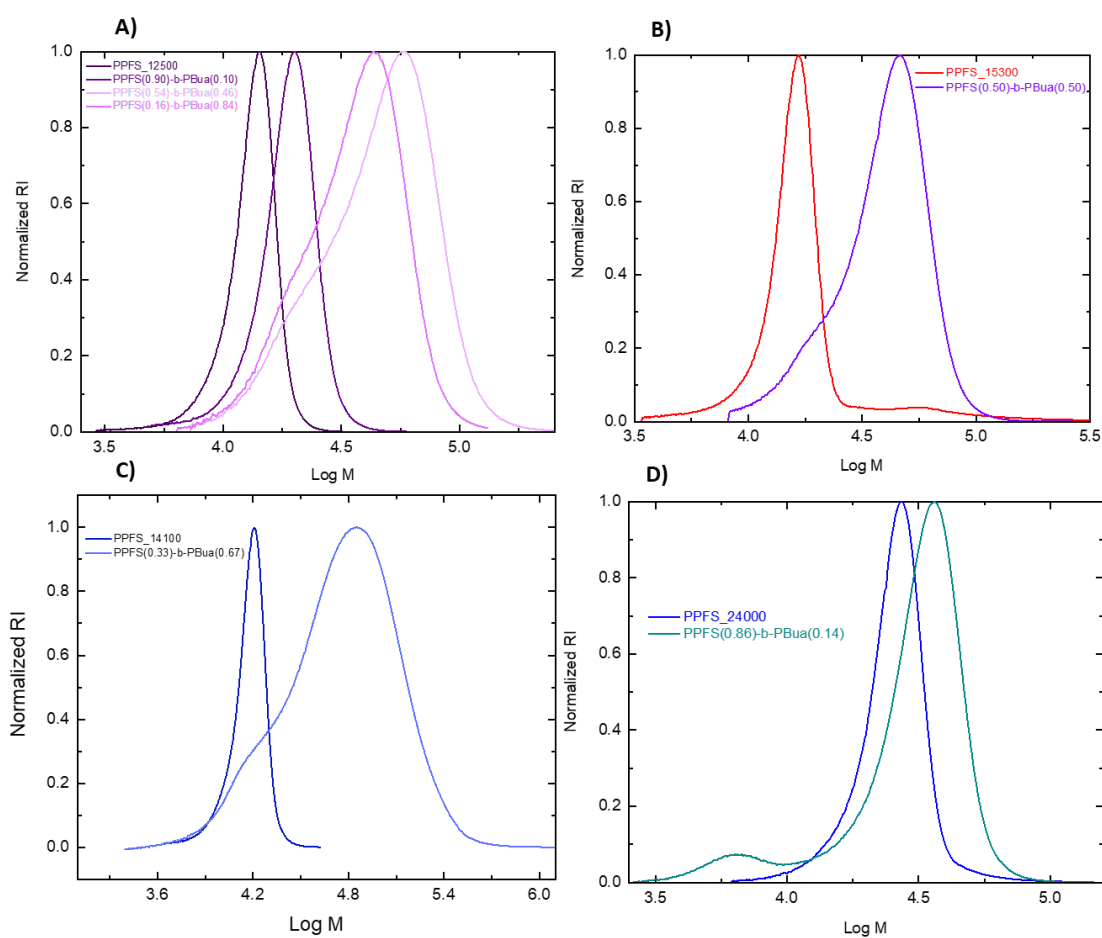 A)
PPFS_12500
PPFS(0.90)-b-PBua(0.10)
PPFS(0.54)-b-PBua(0.46)
PPFS(0.16)-b-PBua(0.84)
Normalized RI
1.0
0.8
0.6
0.4
0.2
0.0
4.0
4.5
5.0
Log M
B)
PPFS_15300
PPFS(0.50)-b-PBua(0.50)
Normalized RI
1.0
0.8
0.6
0.4
0.2
0.0
3.5
4.0
4.5
5.0
5.5
Log M
C)
PPFS_14100
PPFS(0.33)-b-PBua(0.67)
Normalized RI
1.0
0.8
0.6
0.4
0.2
0.0
3.6
4.2
4.8
5.4
6.0
Log M
D)
PPFS_24000
PPFS(0.86)-b-PBua(0.14)
Normalized RI
1.0
0.8
0.6
0.4
0.2
0.0
3.5
4.0
4.5
5.0
Log M